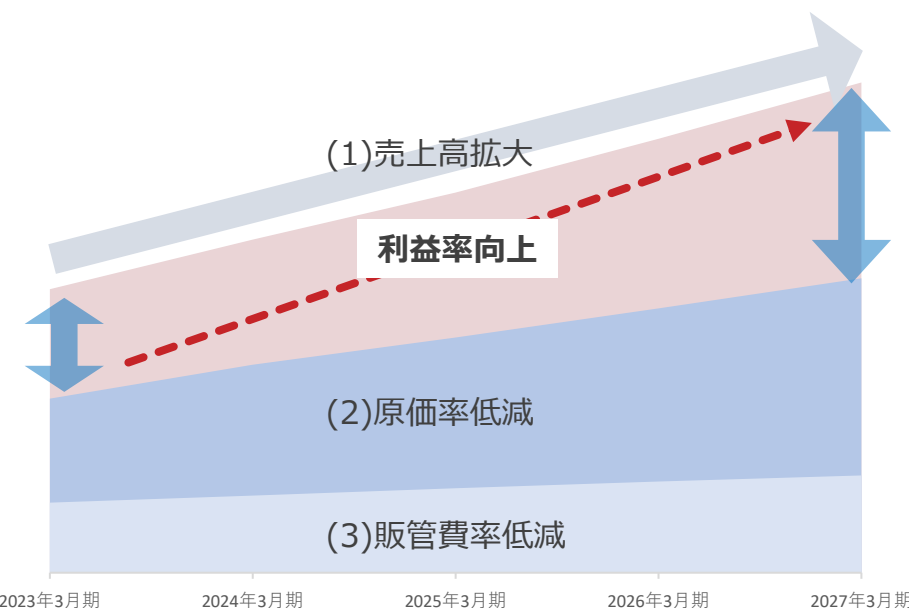 (1)売上高拡大
利益率向上
(2)原価率低減
(3)販管費率低減
2023年3月期
2024年3月期
2025年3月期
2026年3月期
2027年3月期